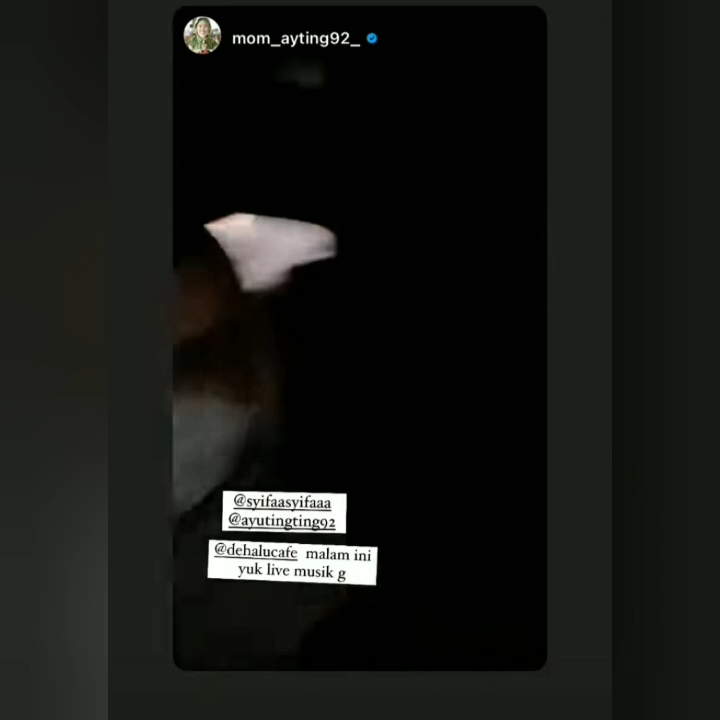 mom_ayting92_
@syifaasyifaaa
@ayutingting92
@dehalucafe malam ini
yuk live musik g